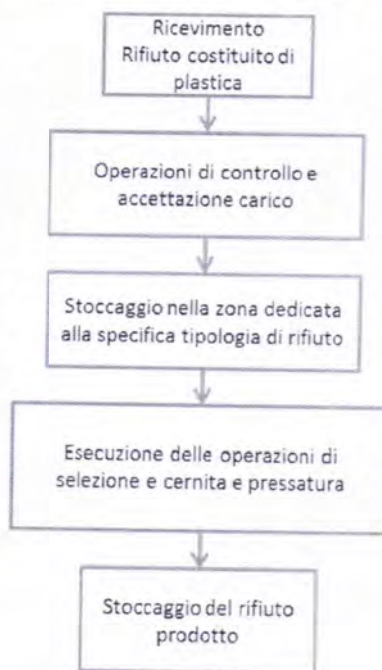 Ricevimento
Rifiuto costituito di
plastica
Operazioni di controllo e
accettazione carico
Stoccaggio nella zona dedicata
alla specifica tipologia di rifiuto
Esecuzione delle operazioni di
selezione e cernita e pressatura
Stoccaggio del rifiuto
prodotto